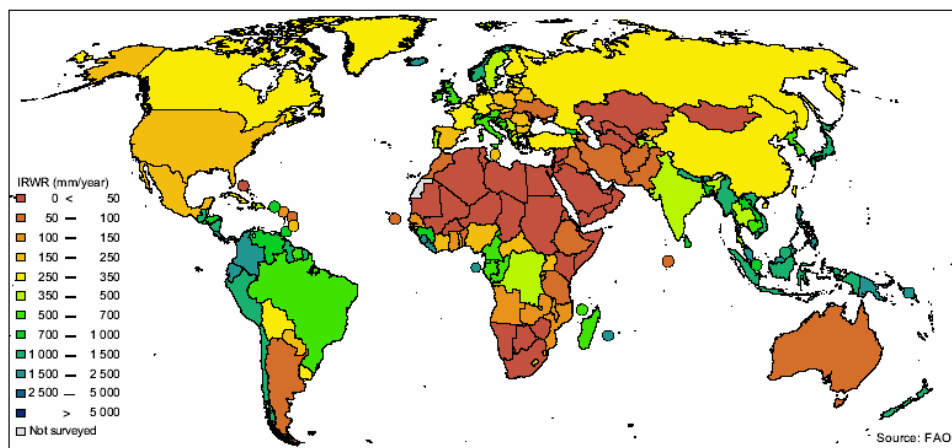 IRWR (mm/year)
0 < 50
50 — 100
100 — 150
150 — 250
250 — 350
350 — 500
500 — 700
700 — 1 000
1 000 — 1 500
1 500 — 2 500
2 500 — 5 000
> 5 000
Not surveyed
Source: FAO